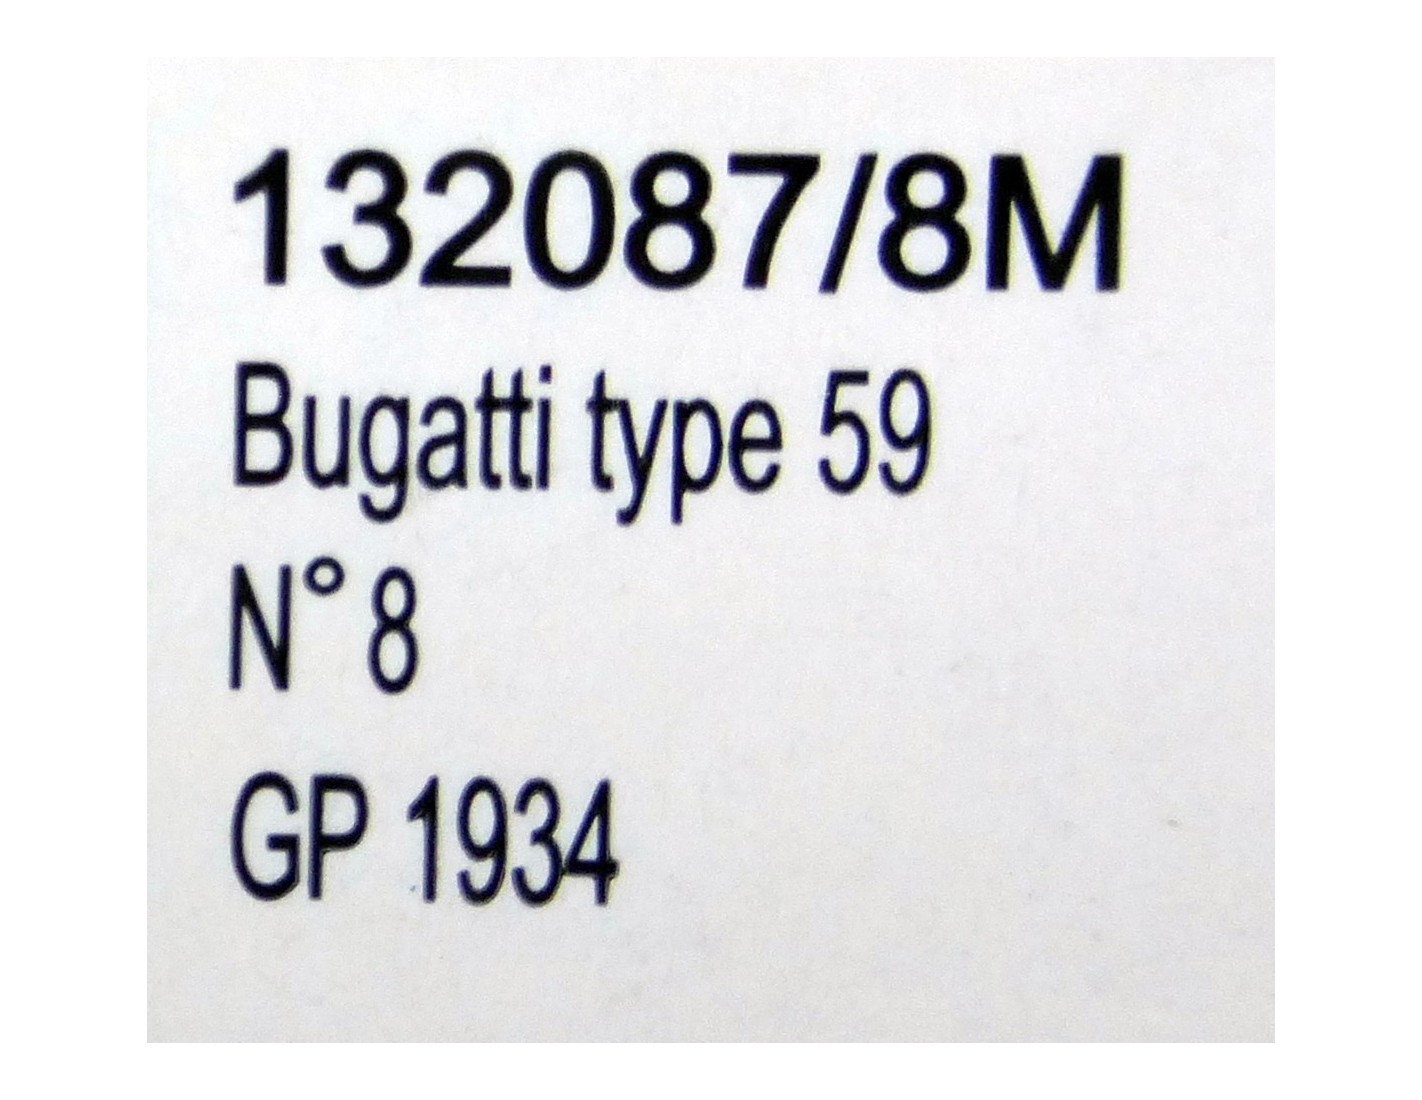 132087/8M
Bugatti type 59
N° 8
GP 1934